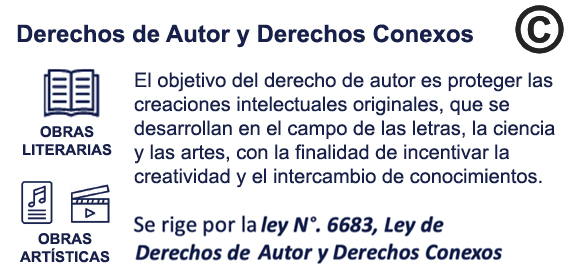 Derechos de Autor y Derechos Conexos ©
OBRAS
LITERARIAS
El objetivo del derecho de autor es proteger las
creaciones intelectuales originales, que se
desarrollan en el campo de las letras, la ciencia
y las artes, con la finalidad de incentivar la
creatividad y el intercambio de conocimientos.
OBRAS
ARTÍSTICAS
Se rige por la ley N°. 6683, Ley de
Derechos de Autor y Derechos Conexos